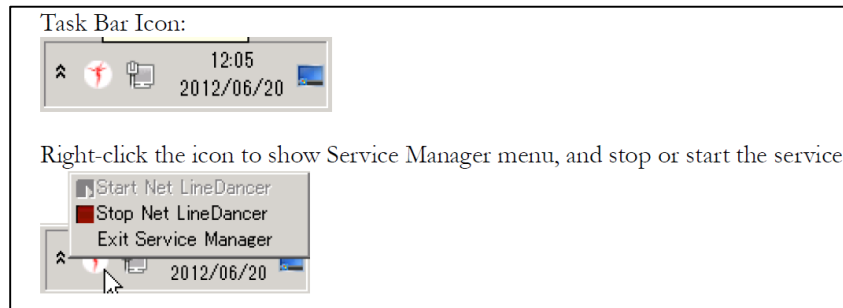 Task Bar Icon:
12:05
2012/06/20
Right-click the icon to show Service Manager menu, and stop or start the service
Start Net LineDancer
Stop Net LineDancer
Exit Service Manager
2012/06/20